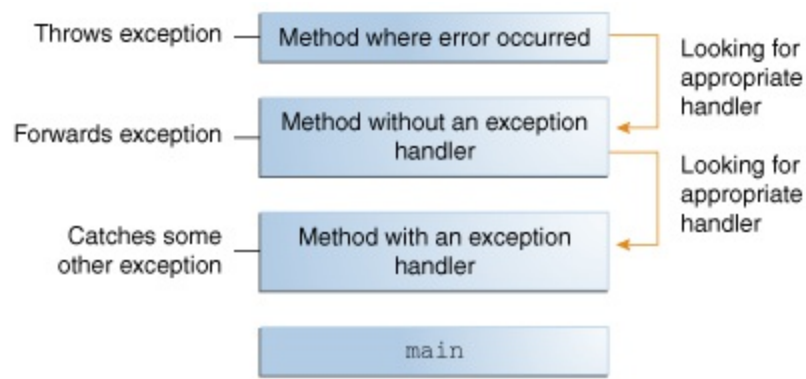 Throws exception
Method where error occurred
Looking for
appropriate
handler
Forwards exception
Method without an exception
handler
Looking for
appropriate
handler
Catches some
other exception
Method with an exception
handler
main